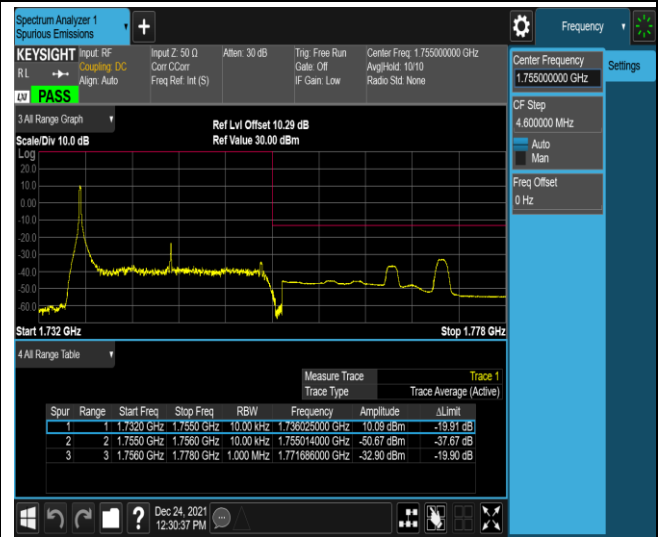 Spectrum Analyzer 1
Spurious Emissions
+
Frequency
KEYSIGHT Input: RF Input Z: 50 Ω Atten: 30 dB Trig: Free Run Center Freq: 1.755000000 GHz
RL Coupling: DC Corr CCorr Gate: Off Avg|Hold: 10/10
Align: Auto Freq Ref: Int (S) IF Gain: Low Radio Std: None
LXI PASS
Center Frequency
1.755000000 GHz
Settings
CF Step
4.600000 MHz
Auto
Man
Freq Offset
0 Hz
3 All Range Graph
Ref Lvl Offset 10.29 dB
Scale/Div 10.0 dB Ref Value 30.00 dBm
Log
20.0
10.0
0.00
-10.0
-20.0
-30.0
-40.0
-50.0
-60.0
Start 1.732 GHz Stop 1.778 GHz
4 All Range Table
Measure Trace Trace 1
Trace Type Trace Average (Active)
Spur Range Start Freq Stop Freq RBW Frequency Amplitude ΔLimit
1 1 1.7320 GHz 1.7550 GHz 10.00 kHz 1.736025000 GHz 10.09 dBm -19.91 dB
2 2 1.7550 GHz 1.7560 GHz 10.00 kHz 1.755014000 GHz -50.67 dBm -37.67 dB
3 3 1.7560 GHz 1.7780 GHz 1.000 MHz 1.771686000 GHz -32.90 dBm -19.90 dB
? Dec 24, 2021
12:30:37 PM